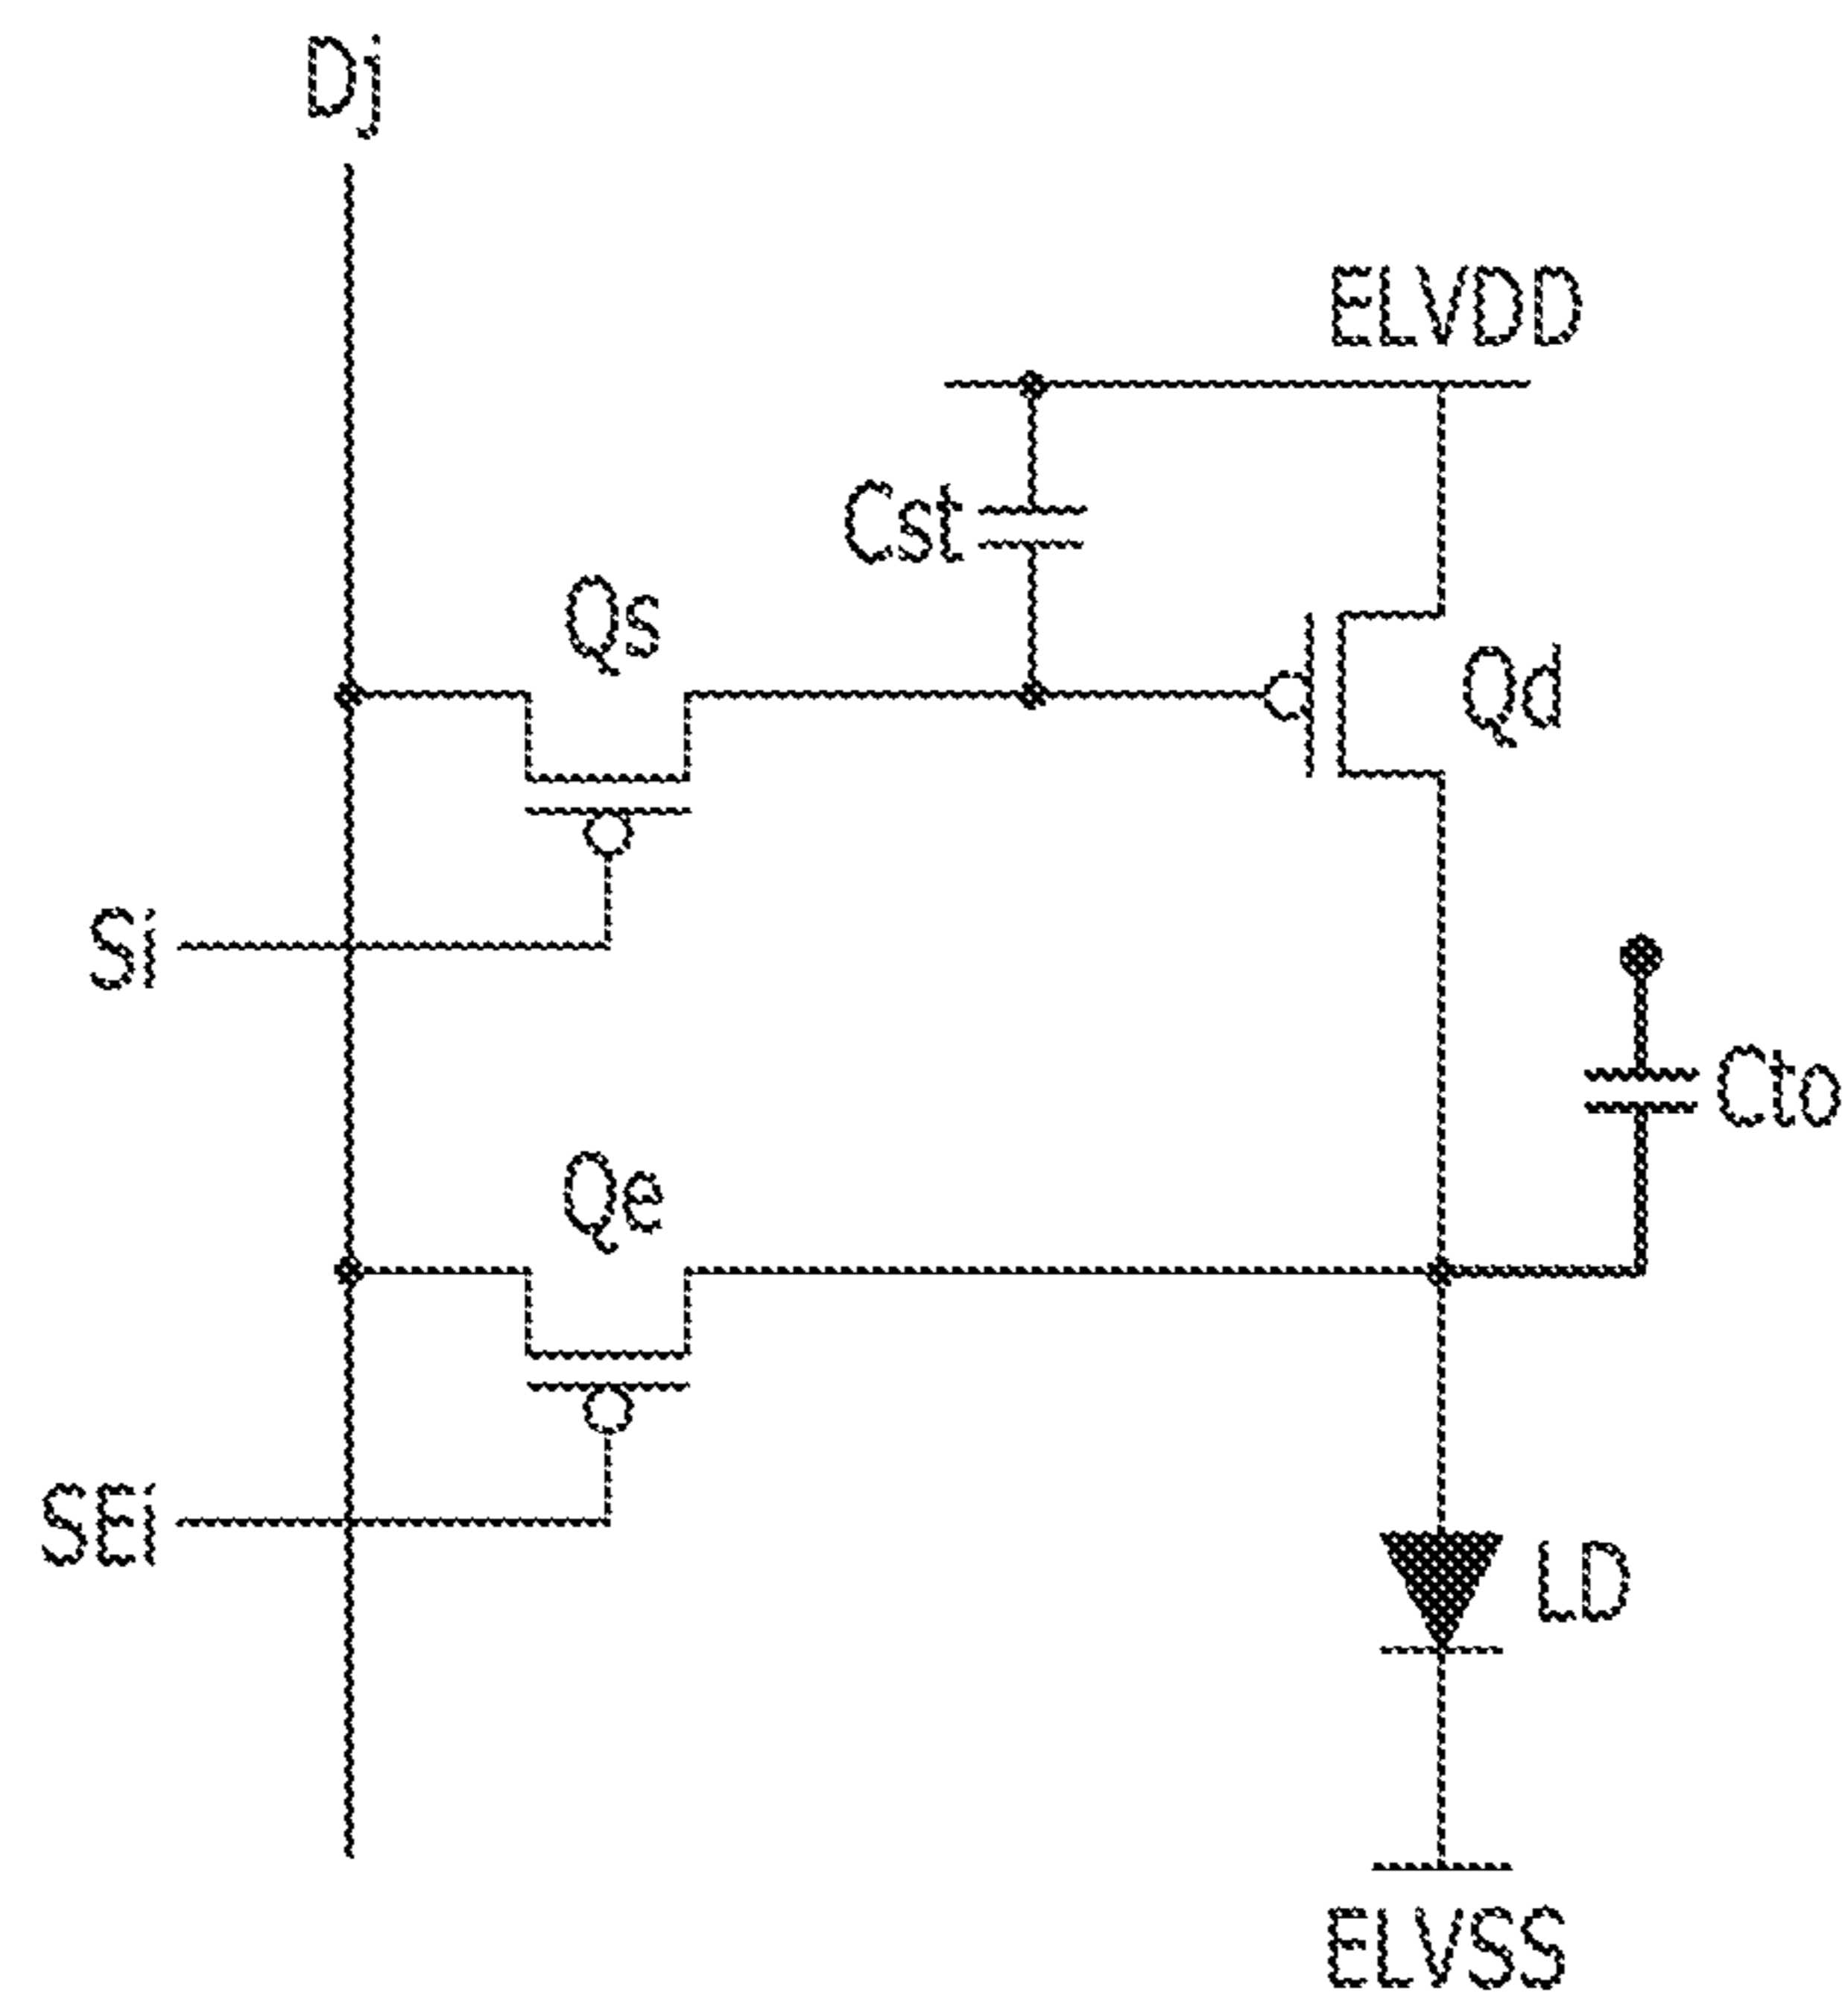 Dj
ELVDD
Cst
Qs
Qd
Si
Cto
Qe
SEi
LD
ELVSS